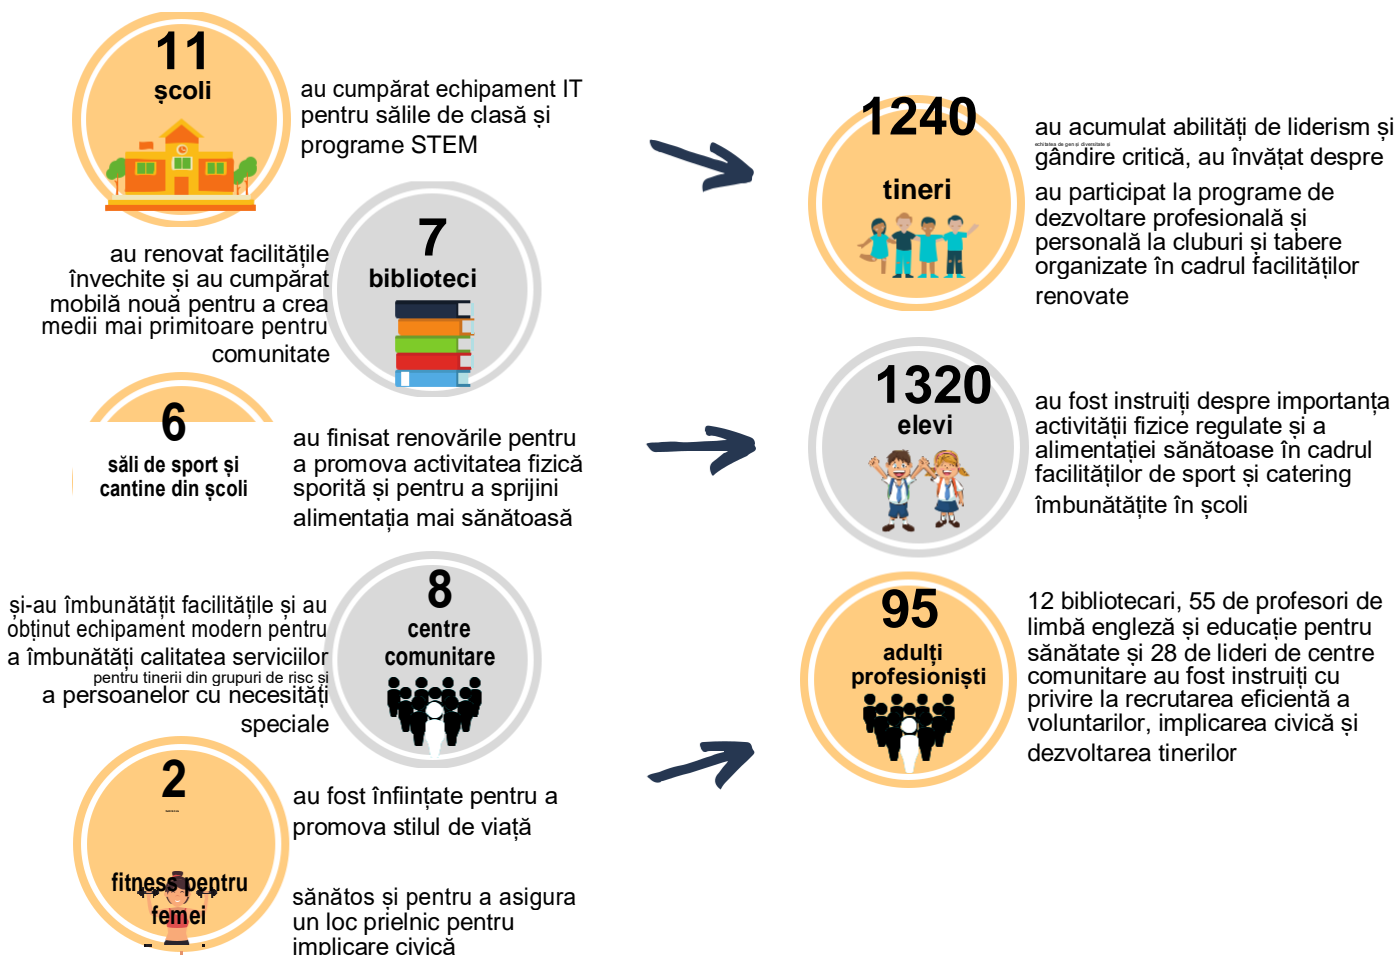 11
școli
au cumpărat echipament IT
pentru sălile de clasă și
programe STEM
7
biblioteci
au renovat facilitățile
învechite și au cumpărat
mobilă nouă pentru a crea
medii mai primitoare pentru
comunitate
6
săli de sport și
cantine din școli
au finisat renovările pentru
a promova activitatea fizică
sporită și pentru a sprijini
alimentația mai sănătoasă
8
centre
comunitare
și-au îmbunătățit facilitățile și au
obținut echipament modern pentru
a îmbunătăți calitatea serviciilor
pentru tinerii din grupuri de risc și
a persoanelor cu necesități
speciale
2
fitness pentru
femei
au fost înființate pentru a
promova stilul de viață
sănătos și pentru a asigura
un loc prielnic pentru
implicare civică
1240
tineri
au acumulat abilități de liderism și
echitatea de gen și diversitate și
gândire critică, au învățat despre
au participat la programe de
dezvoltare profesională și
personală la cluburi și tabere
organizate în cadrul facilităților
renovate
1320
elevi
au fost instruiți despre importanța
activității fizice regulate și a
alimentației sănătoase în cadrul
facilităților de sport și catering
îmbunătățite în școli
95
adulți
profesioniști
12 bibliotecari, 55 de profesori de
limbă engleză și educație pentru
sănătate și 28 de lideri de centre
comunitare au fost instruiți cu
privire la recrutarea eficientă a
voluntarilor, implicarea civică și
dezvoltarea tinerilor